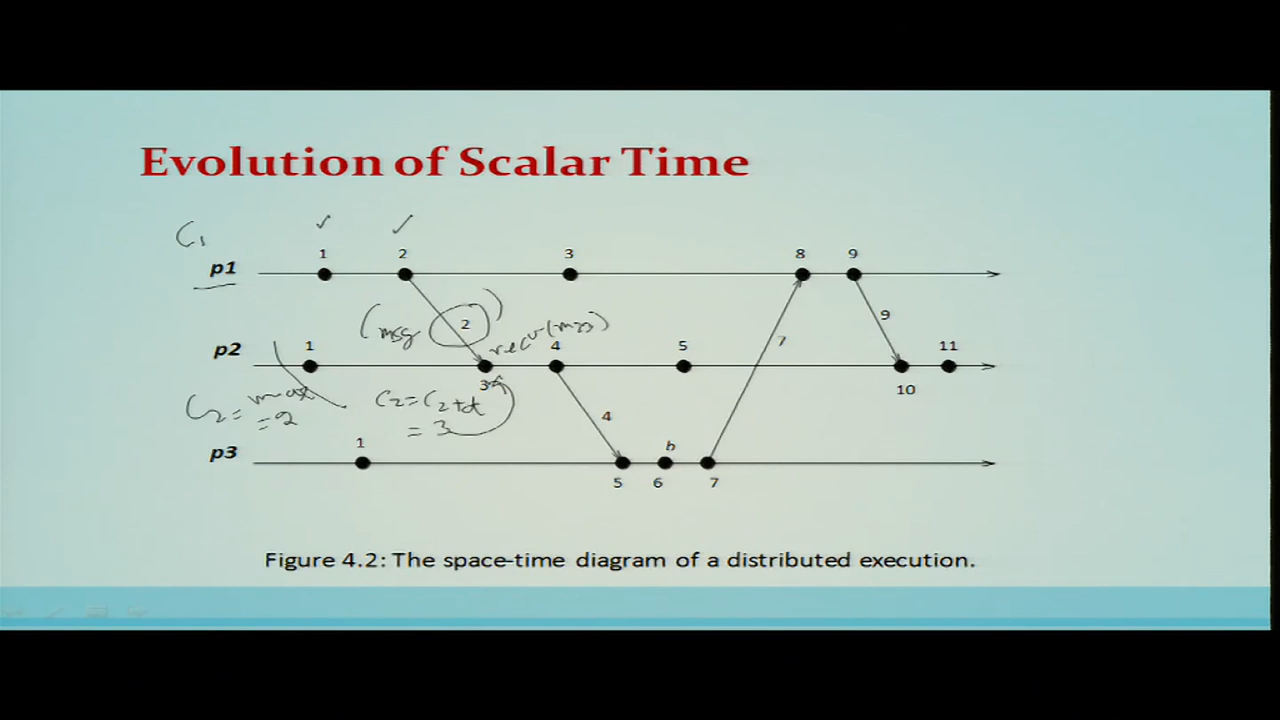 Evolution of Scalar Time
C1
1 2 3 8 9
p1
(msg 2) recv(msg) 7 9
p2 1 4 5 11
3 10
C2 = max C2 = C2 + d
= 2 = 3
4
p3 1 b
5 6 7
Figure 4.2: The space-time diagram of a distributed execution.